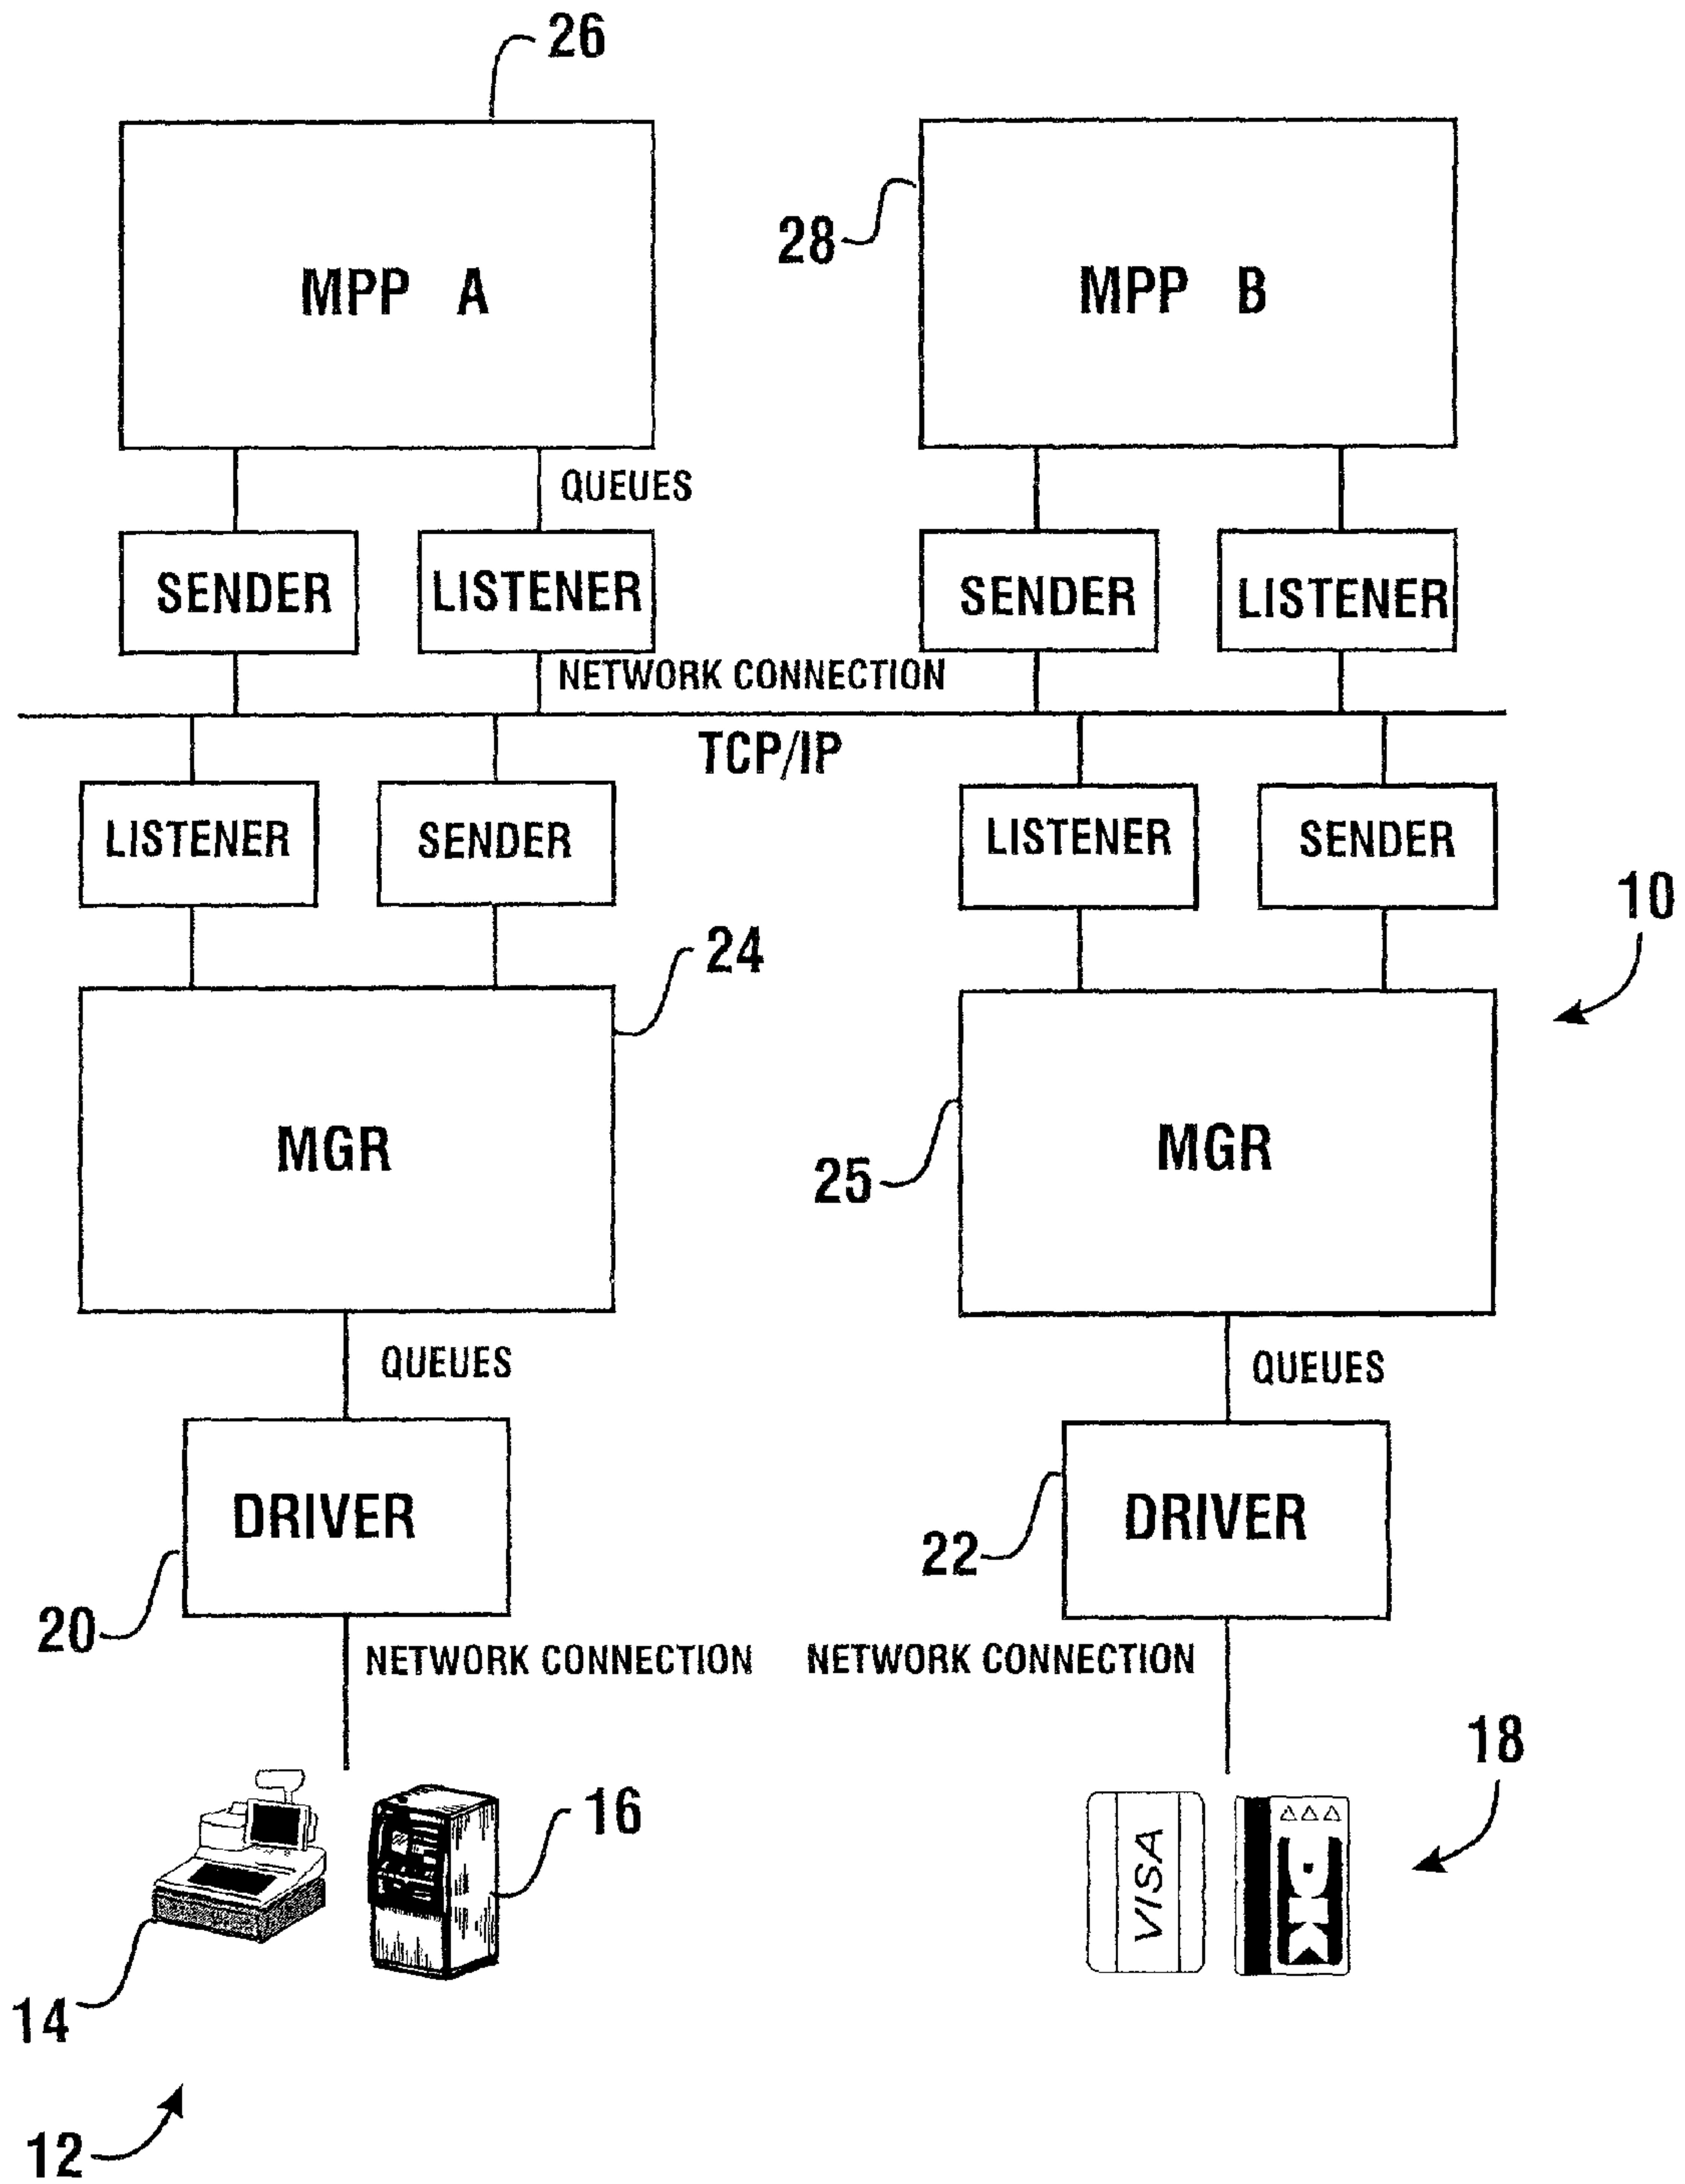 26
28
MPP A
MPP B
QUEUES
SENDER
LISTENER
SENDER
LISTENER
NETWORK CONNECTION
TCP/IP
LISTENER
SENDER
LISTENER
SENDER
10
24
MGR
25
MGR
QUEUES
QUEUES
DRIVER
DRIVER
22
20
NETWORK CONNECTION
NETWORK CONNECTION
18
16
VISA
14
12